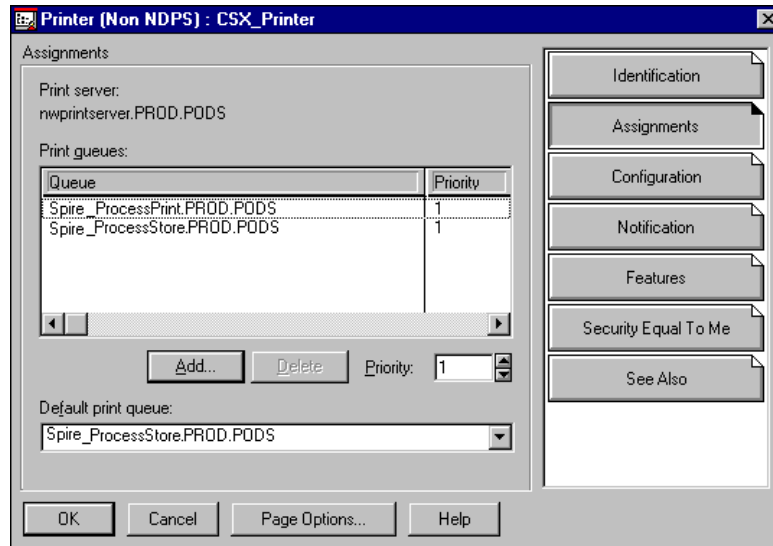 Printer (Non NDPS) : CSX_Printer
Assignments
Print server:
nwprintserver.PROD.PODS
Print queues:
Queue Priority
Spire_ProcessPrint.PROD.PODS 1
Spire_ProcessStore.PROD.PODS 1
Add... Delete Priority: 1
Default print queue:
Spire_ProcessStore.PROD.PODS
Identification
Assignments
Configuration
Notification
Features
Security Equal To Me
See Also
OK Cancel Page Options... Help